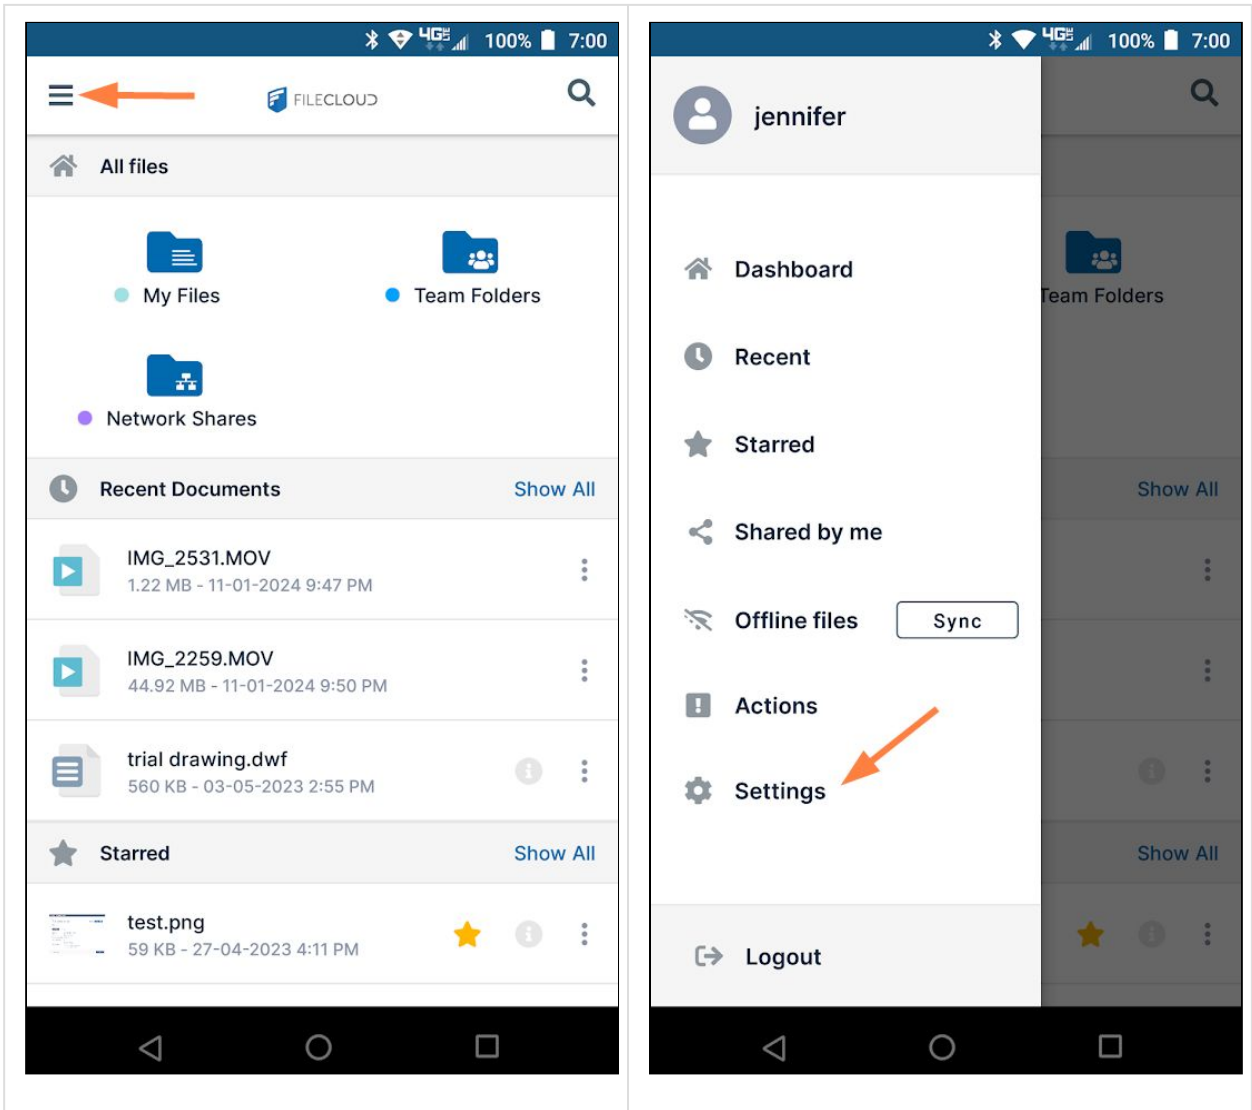 4G 100% 7:00
FILECLOUD
All files
My Files
Team Folders
Network Shares
Recent Documents Show All
IMG_2531.MOV
1.22 MB - 11-01-2024 9:47 PM
IMG_2259.MOV
44.92 MB - 11-01-2024 9:50 PM
trial drawing.dwf
560 KB - 03-05-2023 2:55 PM
Starred Show All
test.png
59 KB - 27-04-2023 4:11 PM
4G 100% 7:00
jennifer
Dashboard
Recent
Starred
Shared by me
Offline files Sync
Actions
Settings
Logout
Team Folders
Show All
Show All